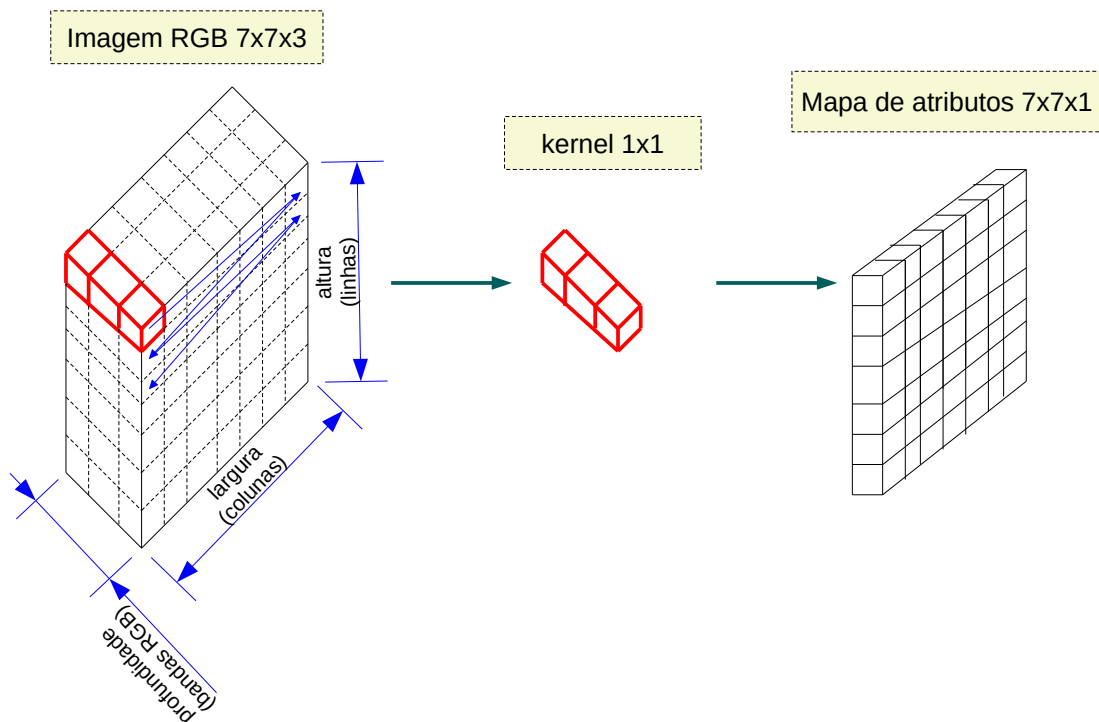 Imagem RGB 7x7x3
kernel 1x1
Mapa de atributos 7x7x1
altura
(linhas)
largura
(colunas)
profundidade
(bandas RGB)